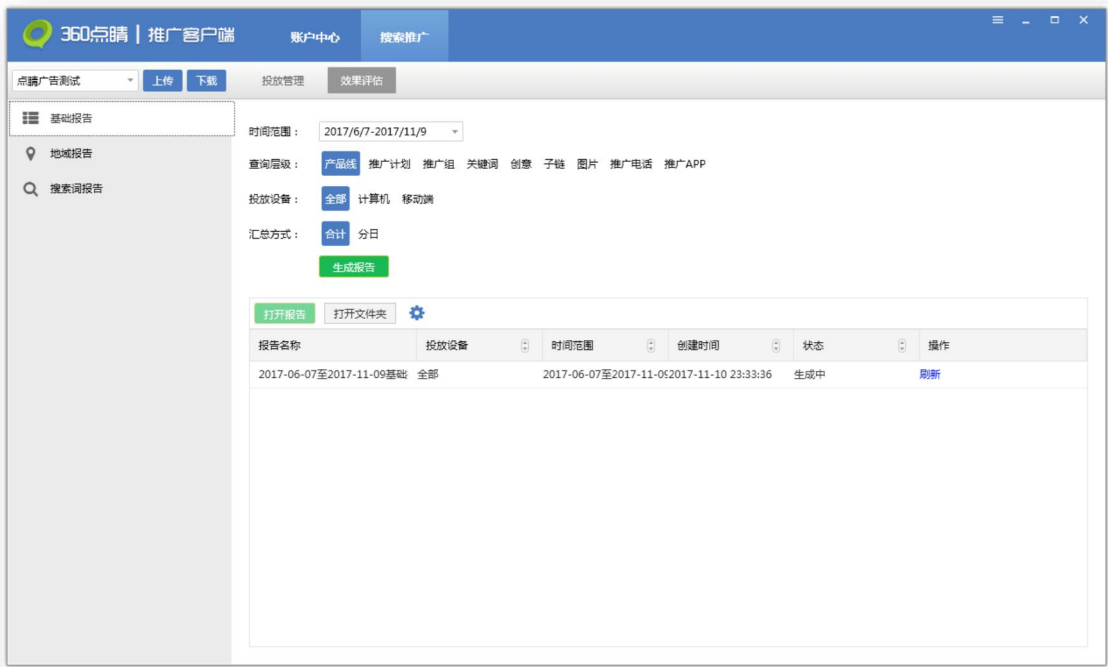 360点睛 | 推广客户端 账户中心 搜索推广
点睛广告测试 上传 下载 投放管理 效果评估
基础报告
地域报告
搜索词报告
时间范围： 2017/6/7-2017/11/9
查询层级： 产品线 推广计划 推广组 关键词 创意 子链 图片 推广电话 推广APP
投放设备： 全部 计算机 移动端
汇总方式： 合计 分日
生成报告
打开报告 打开文件夹
报告名称 投放设备 时间范围 创建时间 状态 操作
2017-06-07至2017-11-09基础 全部 2017-06-07至2017-11-09 2017-11-10 23:33:36 生成中 刷新